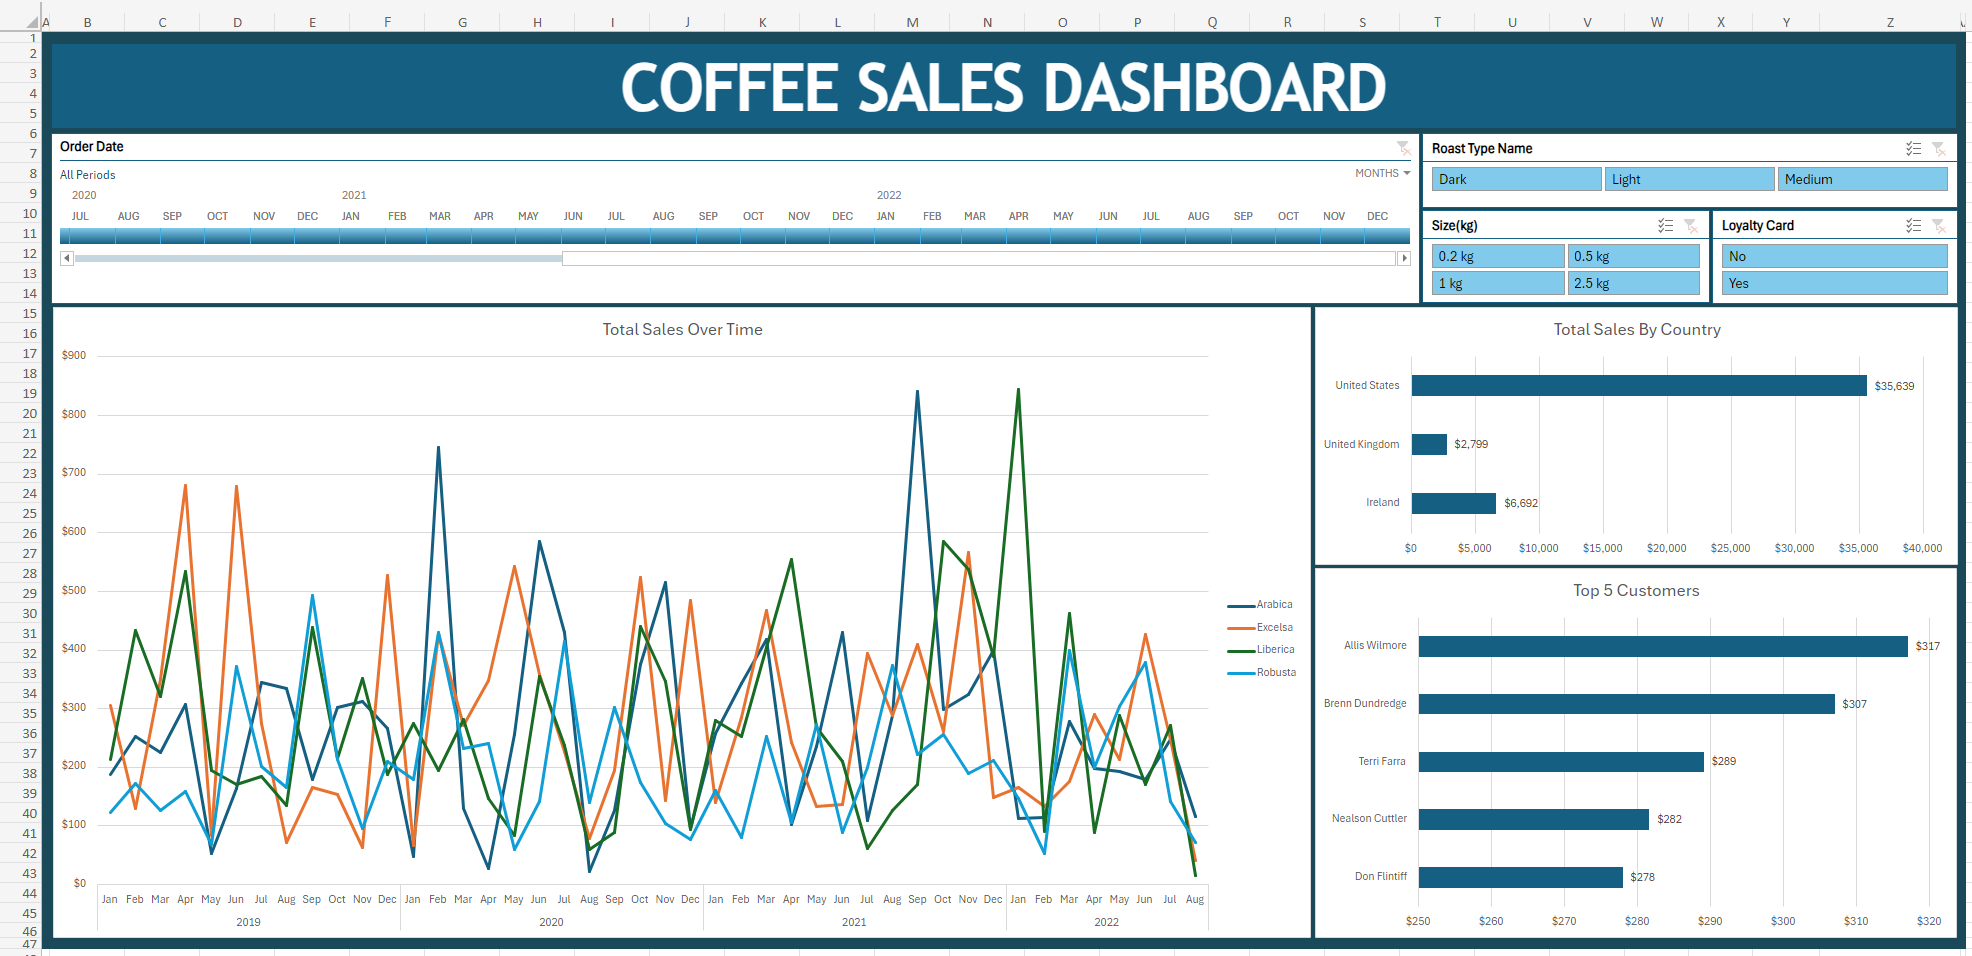 A B C D E F G H I J K L M N O P Q R S T U V W X Y Z
1
2
3
4
5
6
7
8
9
10
11
12
13
14
15
16
17
18
19
20
21
22
23
24
25
26
27
28
29
30
31
32
33
34
35
36
37
38
39
40
41
42
43
44
45
46
47
COFFEE SALES DASHBOARD
Order Date
All Periods
MONTHS
2020 2021 2022
JUL AUG SEP OCT NOV DEC JAN FEB MAR APR MAY JUN JUL AUG SEP OCT NOV DEC JAN FEB MAR APR MAY JUN JUL AUG SEP OCT NOV DEC
Roast Type Name
Dark Light Medium
Size(kg)
0.2 kg 0.5 kg
1 kg 2.5 kg
Loyalty Card
No
Yes
Total Sales Over Time
$900
$800
$700
$600
$500
$400
$300
$200
$100
$0
Jan Feb Mar Apr May Jun Jul Aug Sep Oct Nov Dec Jan Feb Mar Apr May Jun Jul Aug Sep Oct Nov Dec Jan Feb Mar Apr May Jun Jul Aug Sep Oct Nov Dec Jan Feb Mar Apr May Jun Jul Aug
2019 2020 2021 2022
Arabica
Excelsa
Liberica
Robusta
Total Sales By Country
United States $35,639
United Kingdom $2,799
Ireland $6,692
$0 $5,000 $10,000 $15,000 $20,000 $25,000 $30,000 $35,000 $40,000
Top 5 Customers
Allis Wilmore $317
Brenn Dundredge $307
Terri Farra $289
Nealson Cuttler $282
Don Flintiff $278
$250 $260 $270 $280 $290 $300 $310 $320